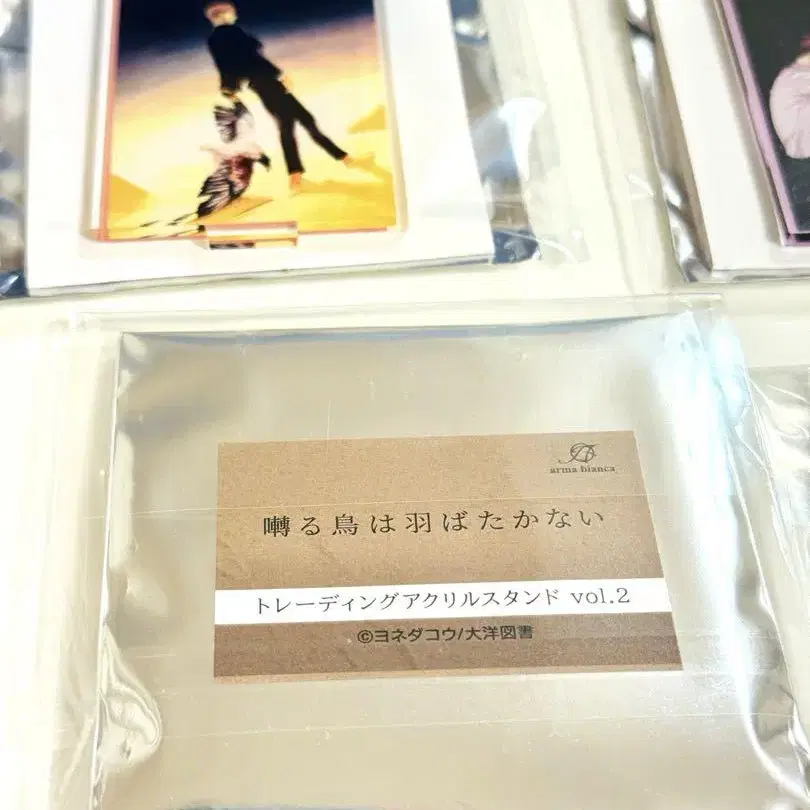 arma bianca
囀る鳥は羽ばたかない
トレーディングアクリルスタンド vol.2
©ヨネダコウ/大洋図書